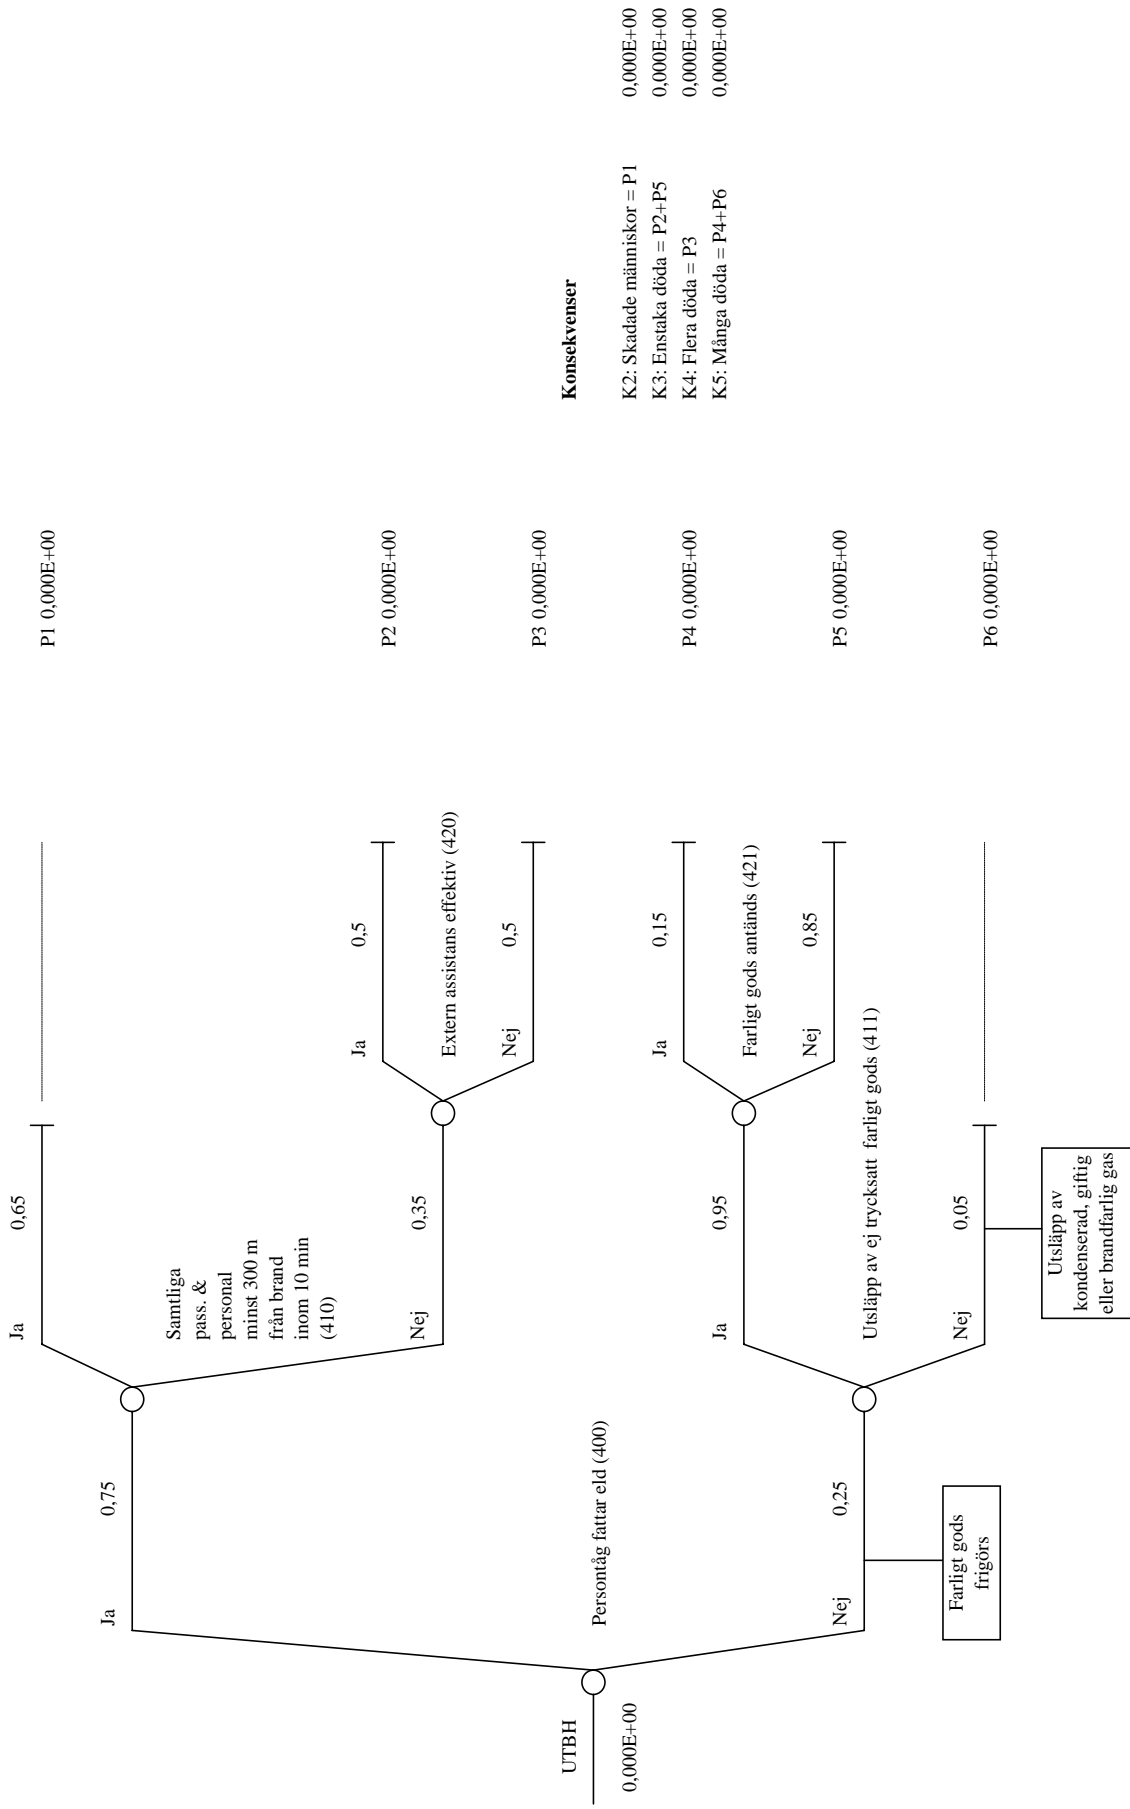 UTBH
0,000E+00
Persontåg fattar eld (400)
Ja
0,75
Nej
0,25
Farligt gods
frigörs
Samtliga
pass. &
personal
minst 300 m
från brand
inom 10 min
(410)
Ja
0,65
Nej
0,35
Utsläpp av ej trycksatt farligt gods (411)
Ja
0,95
Nej
0,05
Utsläpp av
kondenserad, giftig
eller brandfarlig gas
Extern assistans effektiv (420)
Ja
0,5
Nej
0,5
Farligt gods antänds (421)
Ja
0,15
Nej
0,85
P1 0,000E+00
P2 0,000E+00
P3 0,000E+00
P4 0,000E+00
P5 0,000E+00
P6 0,000E+00
Konsekvenser
K2: Skadade människor = P1 0,000E+00
K3: Enstaka döda = P2+P5 0,000E+00
K4: Flera döda = P3 0,000E+00
K5: Många döda = P4+P6 0,000E+00